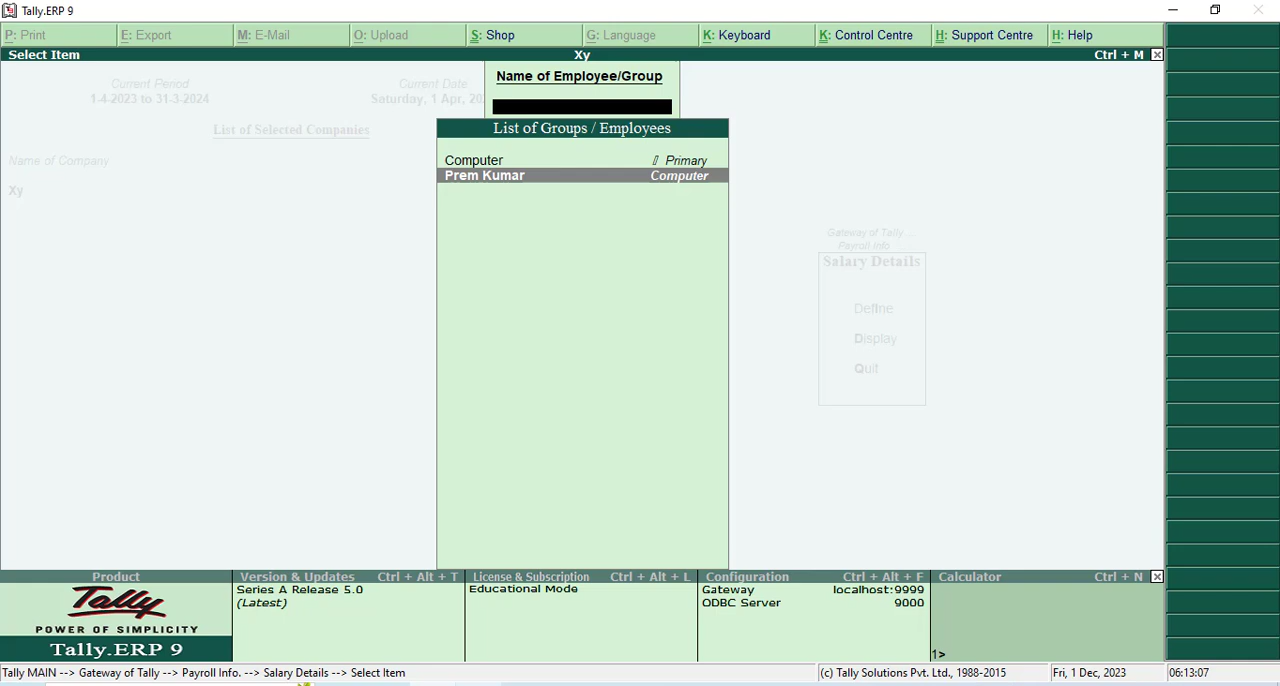 Tally.ERP 9
P: Print
E: Export
M: E-Mail
O: Upload
S: Shop
G: Language
K: Keyboard
K: Control Centre
H: Support Centre
H: Help
Select Item
Xy
Ctrl + M
Name of Employee/Group
Current Period
1-4-2023 to 31-3-2024
Current Date
Saturday, 1 Apr, 202
List of Selected Companies
Name of Company
Xy
List of Groups / Employees
Computer Primary
Prem Kumar Computer
Gateway of Tally ...
Payroll Info
Salary Details
Define
Display
Quit
Product
Tally
POWER OF SIMPLICITY
Tally.ERP 9
Version & Updates Ctrl + Alt + T
Series A Release 5.0
(Latest)
License & Subscription Ctrl + Alt + L
Educational Mode
Configuration Ctrl + Alt + F
Gateway localhost:9999
ODBC Server 9000
Calculator Ctrl + N
1>
Tally MAIN --> Gateway of Tally --> Payroll Info. --> Salary Details --> Select Item
(c) Tally Solutions Pvt. Ltd., 1988-2015
Fri, 1 Dec, 2023
06:13:07